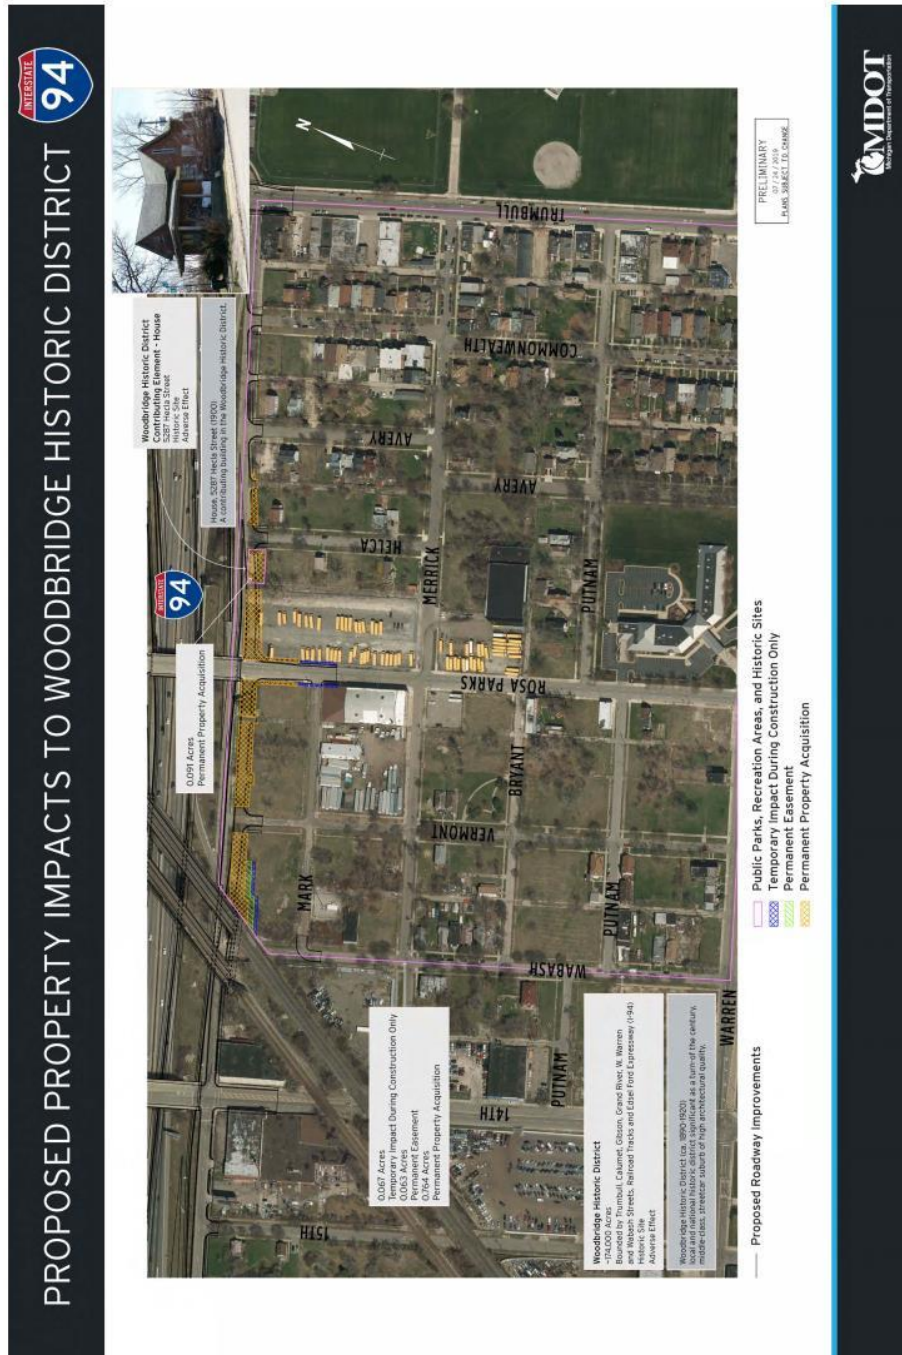 PROPOSED PROPERTY IMPACTS TO WOODBRIDGE HISTORIC DISTRICT
INTERSTATE
94
Woodbridge Historic District
Contributing Element - House
5287 Hecla Street
Historic Site
Adverse Effect
House, 5287 Hecla Street (1900)
A contributing building in the Woodbridge Historic District.
INTERSTATE
94
0.091 Acres
Permanent Property Acquisition
N
TRUMBULL
COMMONWEALTH
AVERY
AVERY
HELCA
MERRICK
PUTNAM
ROSA PARKS
BRYANT
VERMONT
MARK
PUTNAM
WABASH
PUTNAM
14TH
15TH
WARREN
0.067 Acres
Temporary Impact During Construction Only
0.063 Acres
Permanent Easement
0.764 Acres
Permanent Property Acquisition
Woodbridge Historic District
~174.000 Acres
Bounded by Trumbull, Calumet, Gibson, Grand River, W. Warren
and Wabash Streets, Railroad Tracks and Edsel Ford Expressway (I-94)
Historic Site
Adverse Effect
Woodbridge Historic District (ca. 1890-1920)
local and national historic district significant as a turn-of the century,
middle-class, streetcar suburb of high architectural quality.
Proposed Roadway Improvements
Public Parks, Recreation Areas, and Historic Sites
Temporary Impact During Construction Only
Permanent Easement
Permanent Property Acquisition
PRELIMINARY
07/24/2019
PLANS SUBJECT TO CHANGE
MDOT
Michigan Department of Transportation